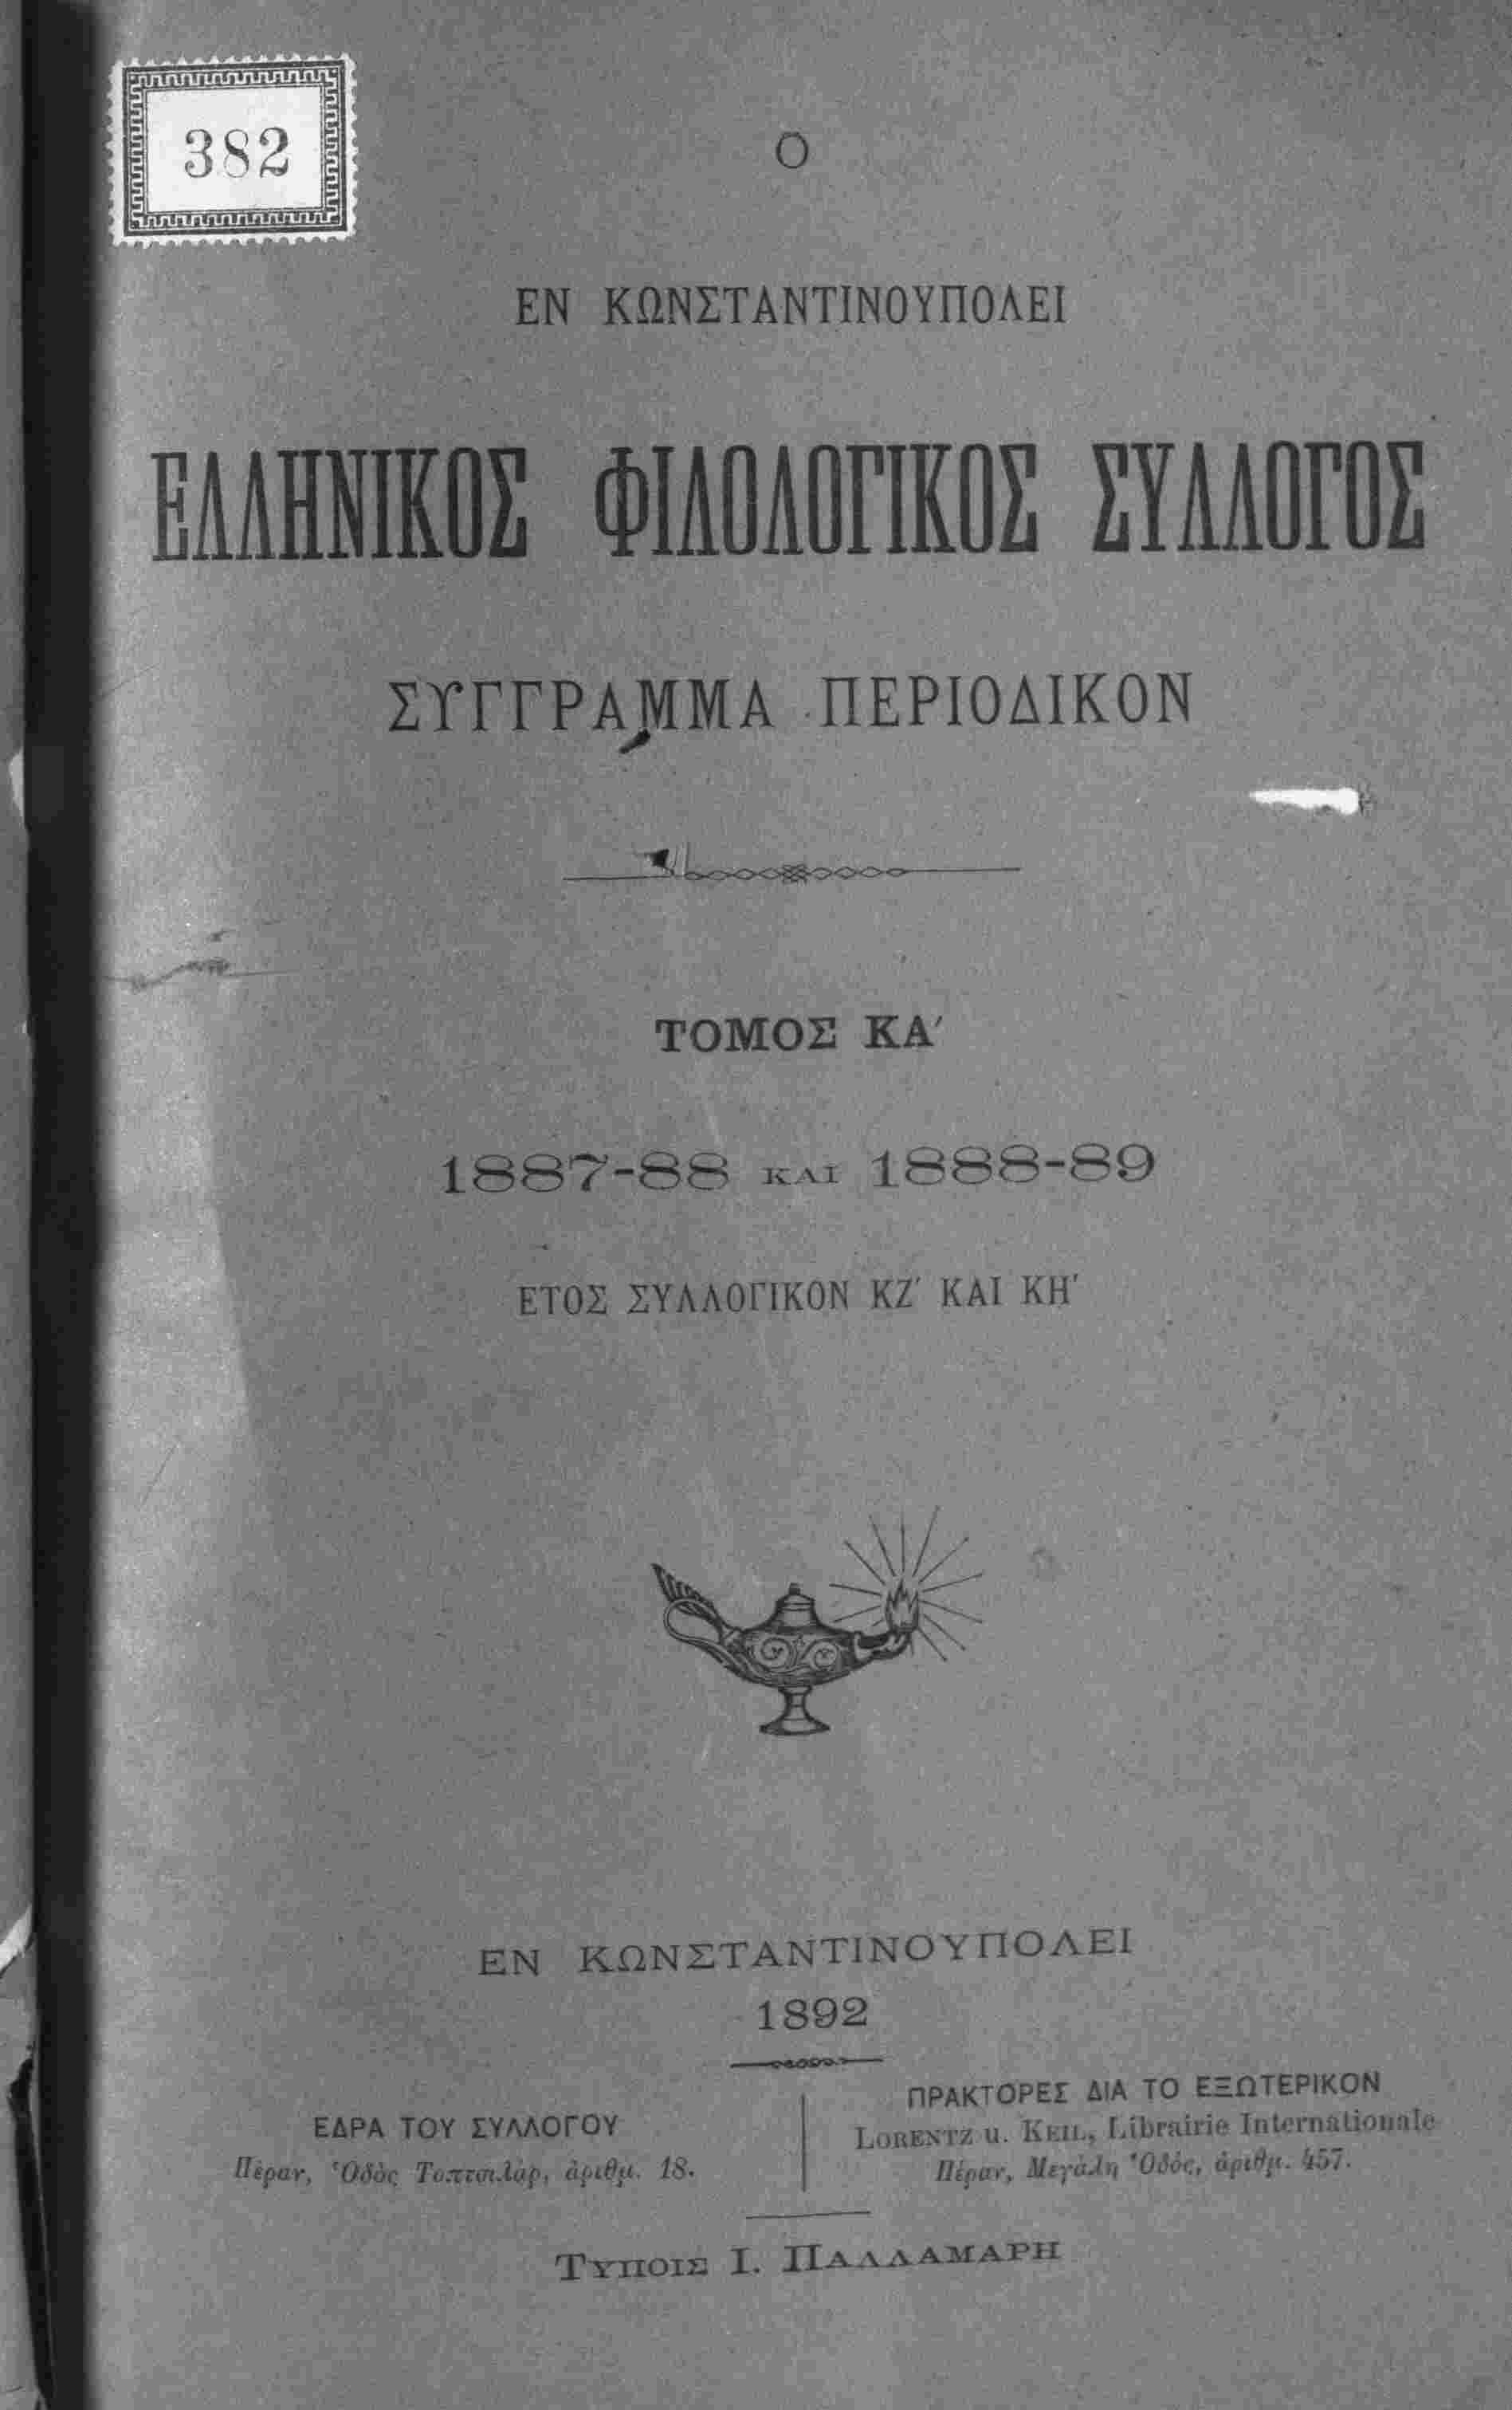 382
Ο
ΕΝ ΚΩΝΣΤΑΝΤΙΝΟΥΠΟΛΕΙ
ΕΛΛΗΝΙΚΟΣ ΦΙΛΟΛΟΓΙΚΟΣ ΣΥΛΛΟΓΟΣ
ΣΥΓΓΡΑΜΜΑ ΠΕΡΙΟΔΙΚΟΝ
ΤΟΜΟΣ ΚΑ΄
1887-88 ΚΑΙ 1888-89
ΕΤΟΣ ΣΥΛΛΟΓΙΚΟΝ ΚΖ΄ ΚΑΙ ΚΗ΄
ΕΝ ΚΩΝΣΤΑΝΤΙΝΟΥΠΟΛΕΙ
1892
ΕΔΡΑ ΤΟΥ ΣΥΛΛΟΓΟΥ
Πέραν, Ὁδὸς Τοπτσιλάρ, ἀριθμ. 18.
ΠΡΑΚΤΟΡΕΣ ΔΙΑ ΤΟ ΕΞΩΤΕΡΙΚΟΝ
LORENTZ u. KEIL, Librairie Internationale
Πέραν, Μεγάλη Ὁδός, ἀριθμ. 457.
ΤΥΠΟΙΣ Ι. ΠΑΛΛΑΜΑΡΗ